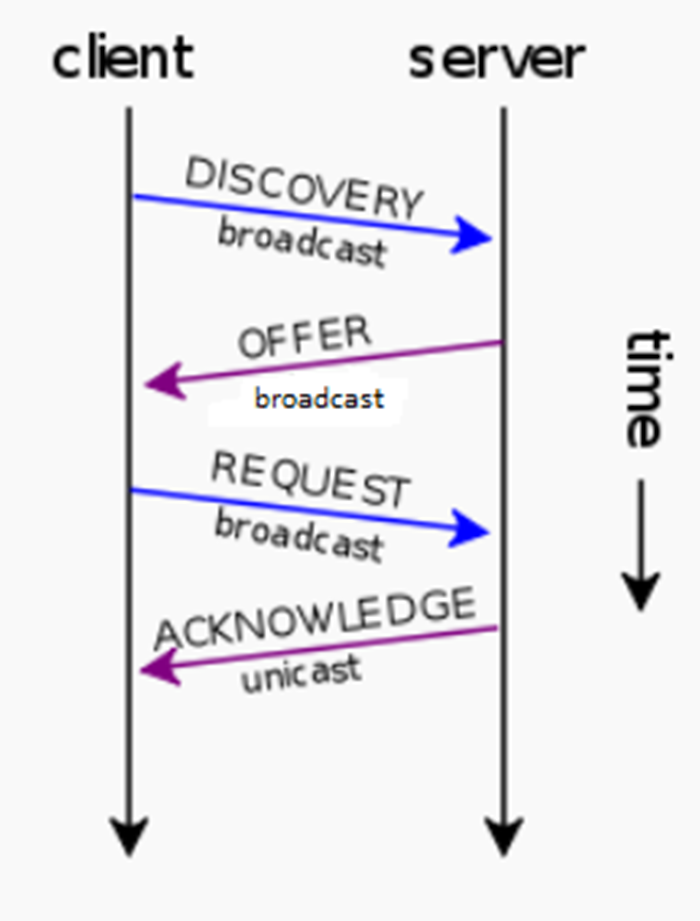 client
server
DISCOVERY
broadcast
OFFER
broadcast
REQUEST
broadcast
ACKNOWLEDGE
unicast
time